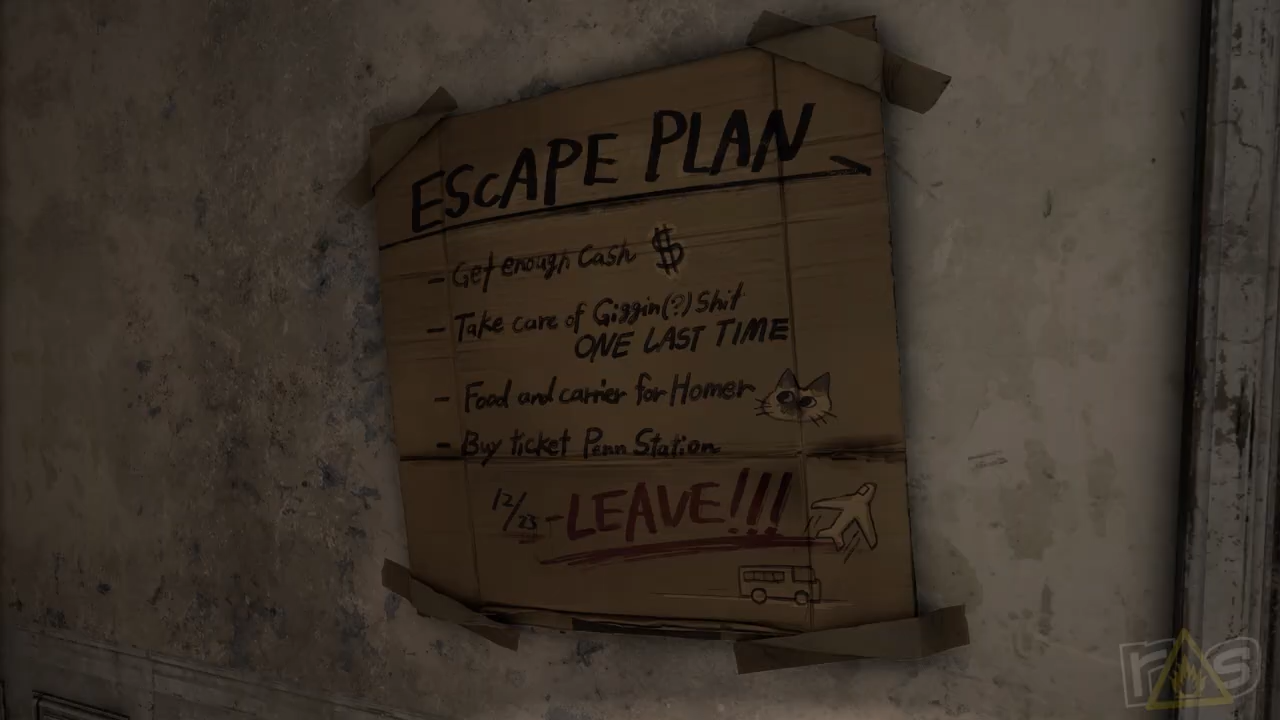 ESCAPE PLAN
- Get enough Cash $
- Take care of Giggin(?) Shit
ONE LAST TIME
- Food and carrier for Homer
- Buy ticket Penn Station
12/23 - LEAVE!!!